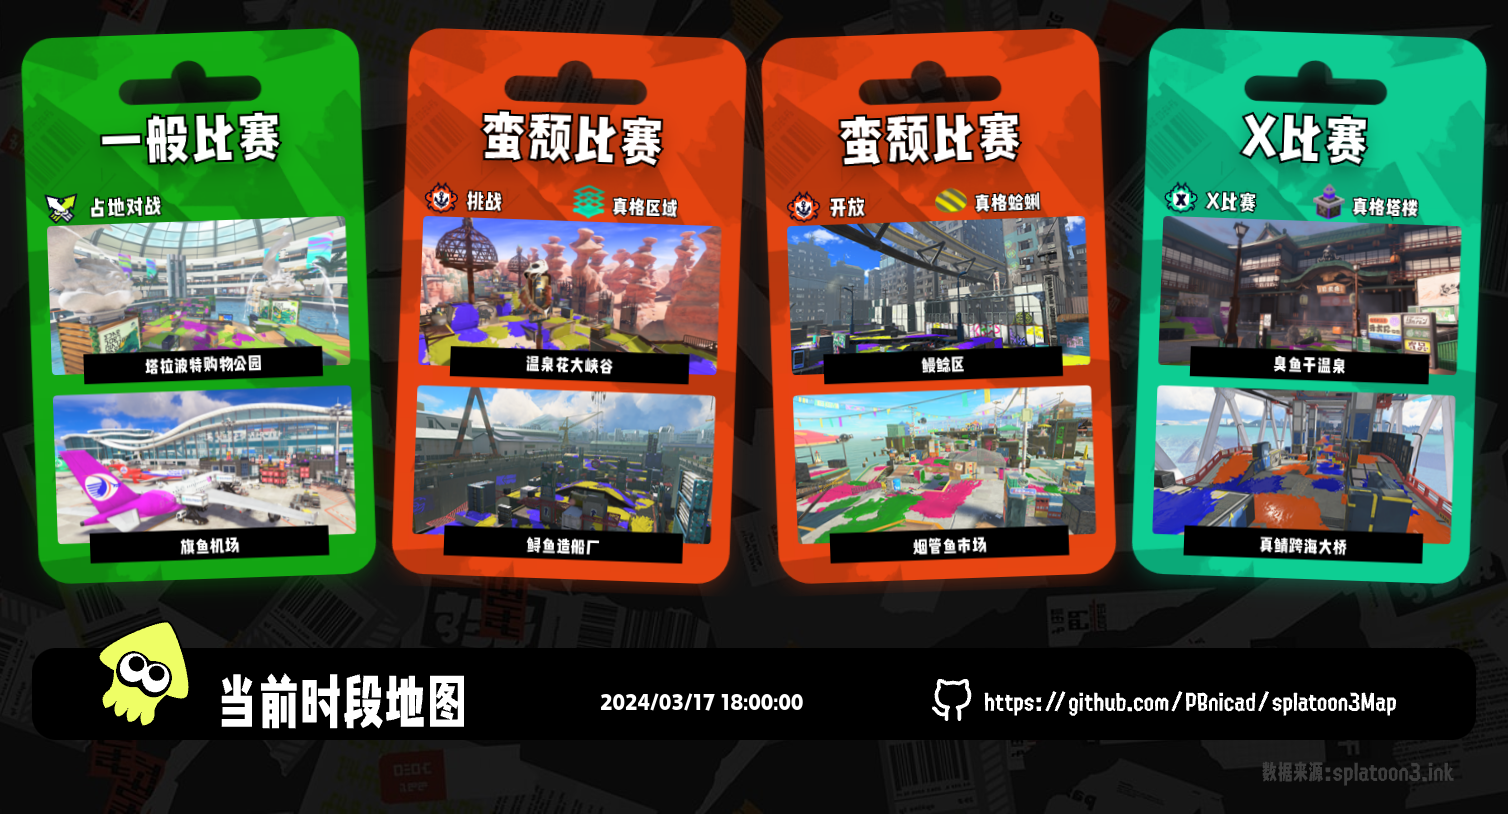 一般比赛
占地对战
塔拉波特购物公园
旗鱼机场
蛮颓比赛
挑战
真格区域
温泉花大峡谷
鲟鱼造船厂
蛮颓比赛
开放
真格蛤蜊
鳗鲶区
烟管鱼市场
X比赛
X比赛
真格塔楼
臭鱼干温泉
真鲭跨海大桥
当前时段地图
2024/03/17 18:00:00
https://github.com/PBnicad/splatoon3Map
数据来源:splatoon3.ink